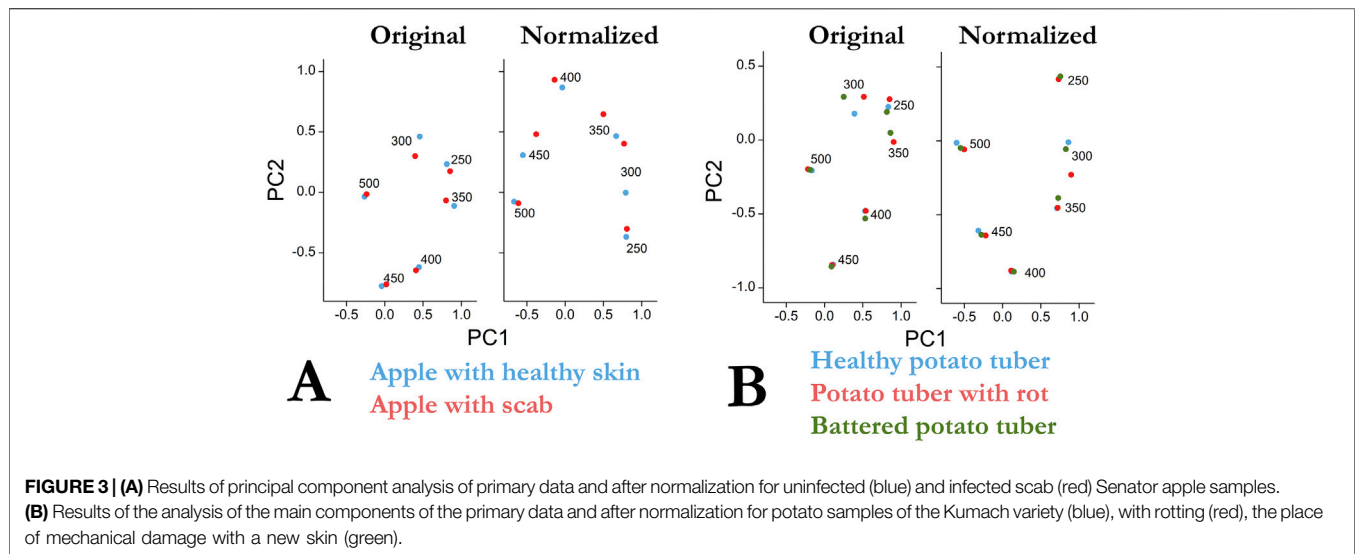 Original
Normalized
Original
Normalized
PC2
1.0
0.5
0.0
-0.5
300
250
500
350
400
450
-0.5 0.0 0.5 1.0
400
350
450
300
500
250
-0.5 0.0 0.5 1.0
PC1
PC2
0.5
0.0
-0.5
-1.0
300
250
350
500
400
450
-0.5 0.0 0.5 1.0
250
500
300
350
450
400
-0.5 0.0 0.5 1.0
PC1
A
Apple with healthy skin
Apple with scab
B
Healthy potato tuber
Potato tuber with rot
Battered potato tuber
FIGURE 3 | (A) Results of principal component analysis of primary data and after normalization for uninfected (blue) and infected scab (red) Senator apple samples.
(B) Results of the analysis of the main components of the primary data and after normalization for potato samples of the Kumach variety (blue), with rotting (red), the place
of mechanical damage with a new skin (green).